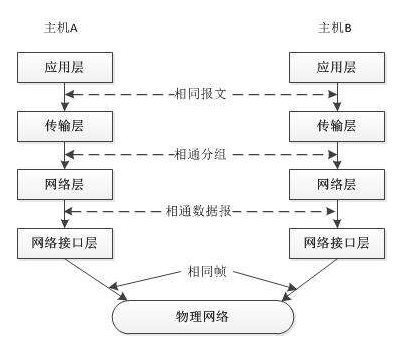 主机A 主机B
应用层 应用层
相同报文
传输层 传输层
相通分组
网络层 网络层
相通数据报
网络接口层 网络接口层
相同帧
物理网络